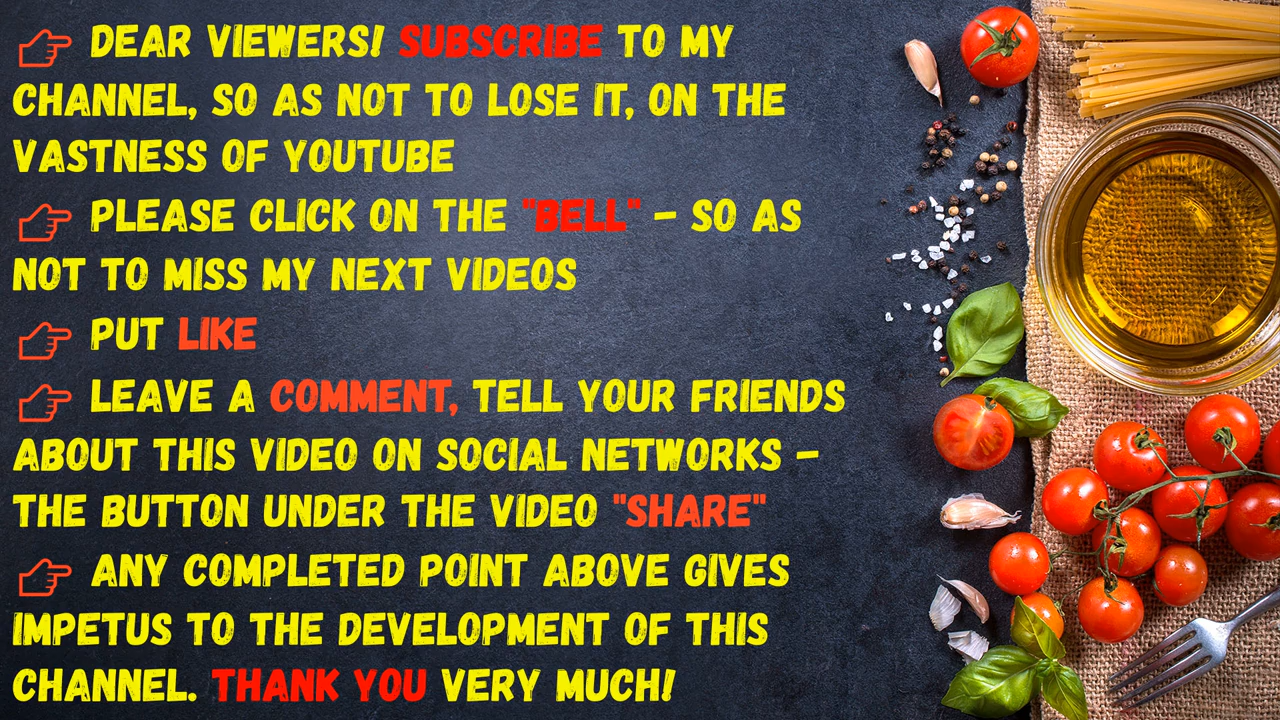 DEAR VIEWERS! SUBSCRIBE TO MY
CHANNEL, SO AS NOT TO LOSE IT, ON THE
VASTNESS OF YOUTUBE
PLEASE CLICK ON THE "BELL" – SO AS
NOT TO MISS MY NEXT VIDEOS
PUT LIKE
LEAVE A COMMENT, TELL YOUR FRIENDS
ABOUT THIS VIDEO ON SOCIAL NETWORKS –
THE BUTTON UNDER THE VIDEO "SHARE"
ANY COMPLETED POINT ABOVE GIVES
IMPETUS TO THE DEVELOPMENT OF THIS
CHANNEL. THANK YOU VERY MUCH!